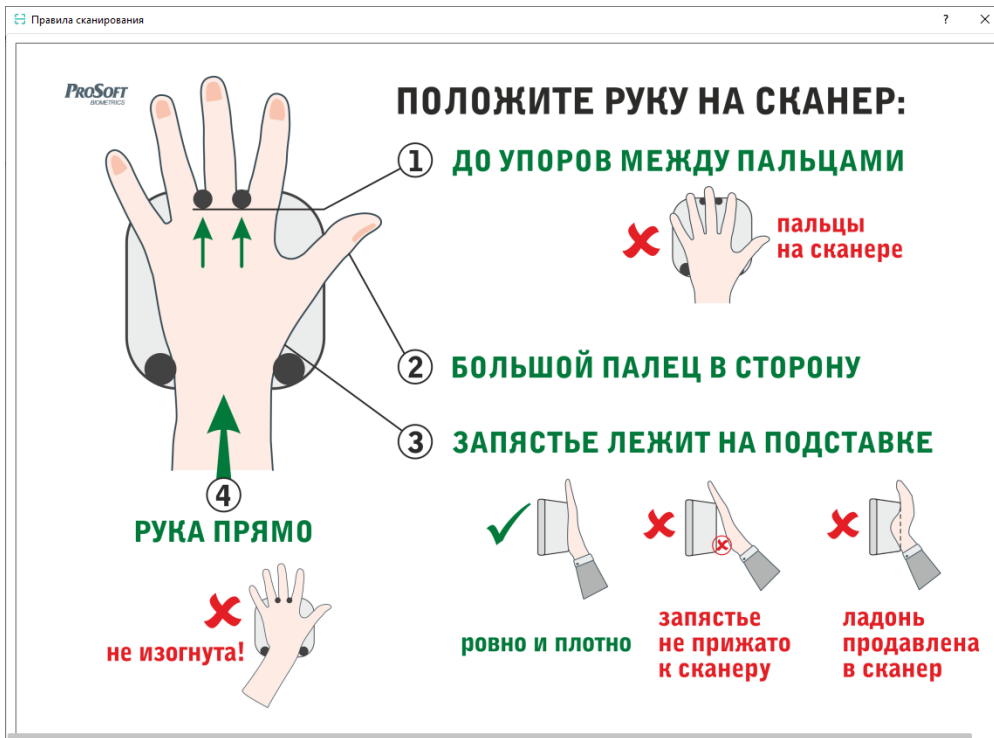 Правила сканирования
?
PROSOFT
BIOMETRICS
ПОЛОЖИТЕ РУКУ НА СКАНЕР:
1 ДО УПОРОВ МЕЖДУ ПАЛЬЦАМИ
пальцы
на сканере
2 БОЛЬШОЙ ПАЛЕЦ В СТОРОНУ
3 ЗАПЯСТЬЕ ЛЕЖИТ НА ПОДСТАВКЕ
4
РУКА ПРЯМО
не изогнута!
ровно и плотно
запястье
не прижато
к сканеру
ладонь
продавлена
в сканер